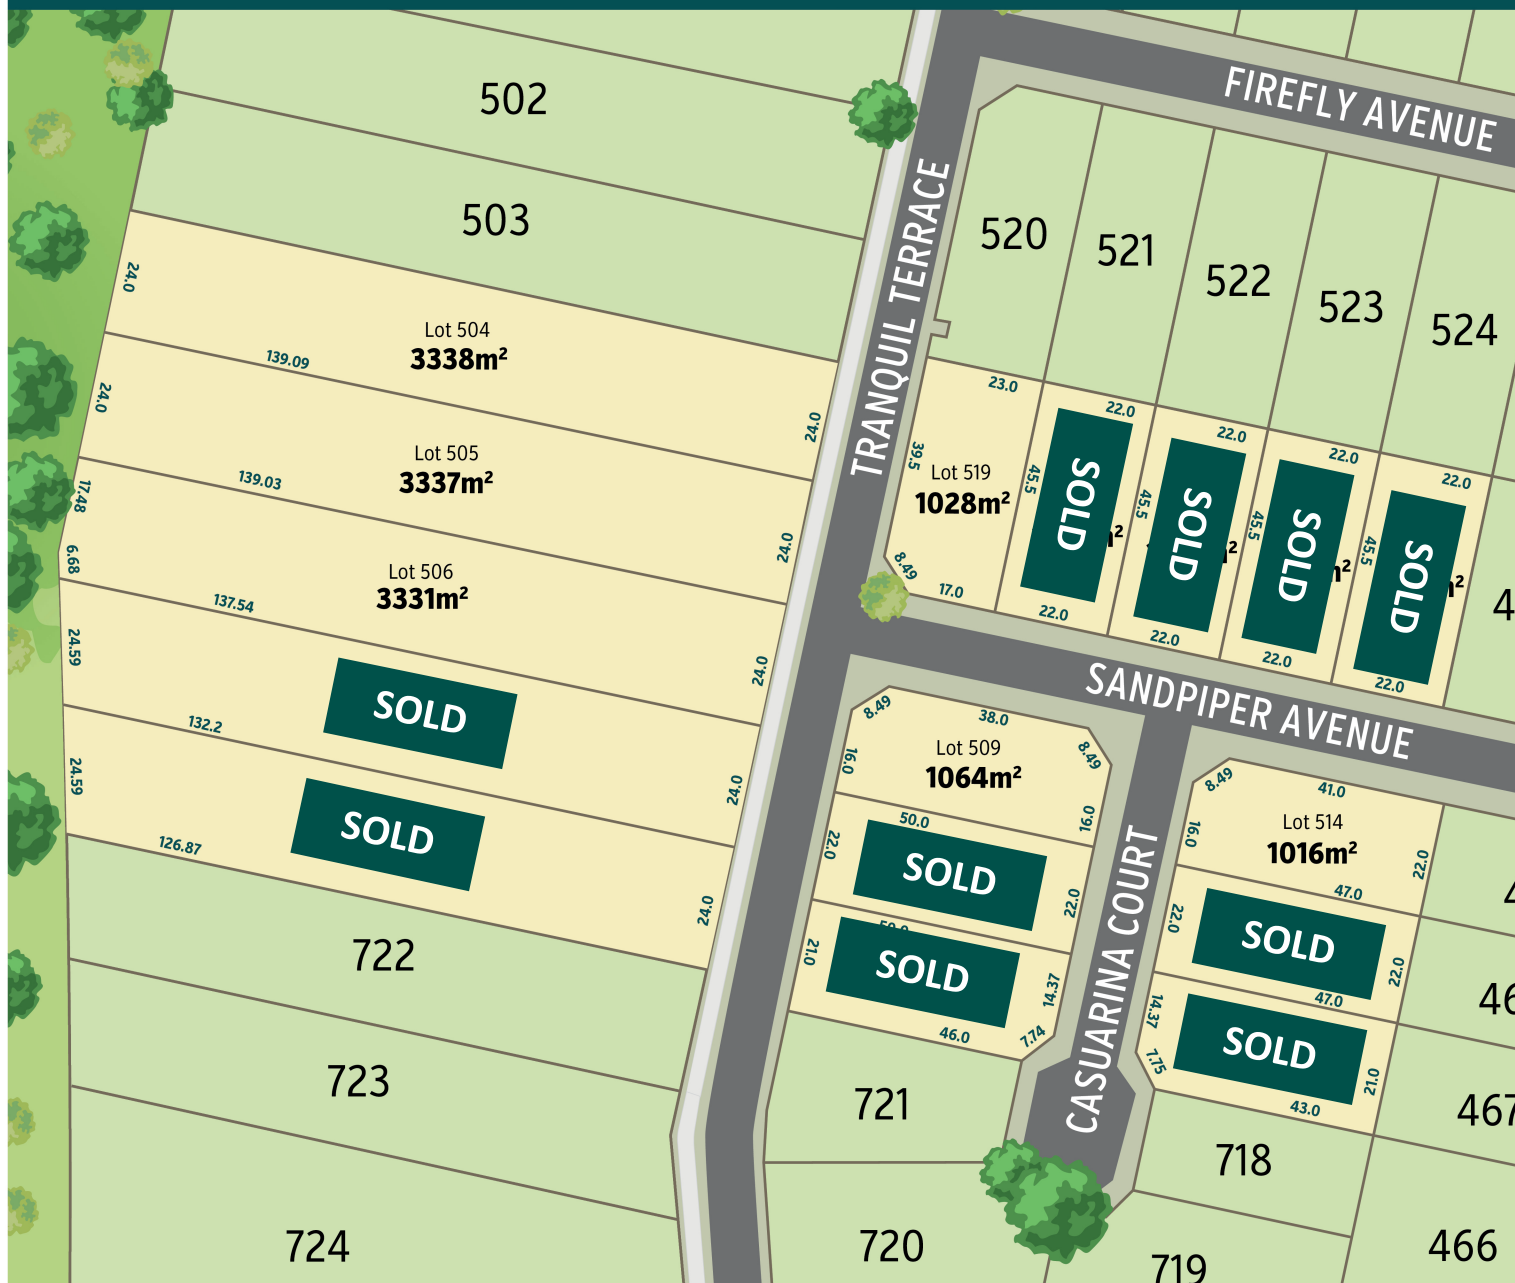 FIREFLY AVENUE
502
503
TRANQUIL TERRACE
520
521
522
523
524
24.0
Lot 504
3338m²
139.09
24.0
24.0
Lot 505
3337m²
139.03
24.0
17.48
6.68
Lot 506
3331m²
137.54
24.0
24.59
SOLD
132.2
24.0
24.59
SOLD
126.87
24.0
23.0
39.5
Lot 519
1028m²
8.49
17.0
45.5
22.0
SOLD
22.0
45.5
22.0
SOLD
22.0
45.5
22.0
SOLD
22.0
45.5
22.0
SOLD
22.0
SANDPIPER AVENUE
8.49
38.0
8.49
16.0
Lot 509
1064m²
16.0
50.0
22.0
SOLD
22.0
21.0
SOLD
14.37
7.74
46.0
CASUARINA COURT
8.49
41.0
16.0
Lot 514
1016m²
22.0
47.0
22.0
SOLD
22.0
47.0
14.37
7.75
SOLD
21.0
43.0
722
723
724
721
720
718
719
467
466